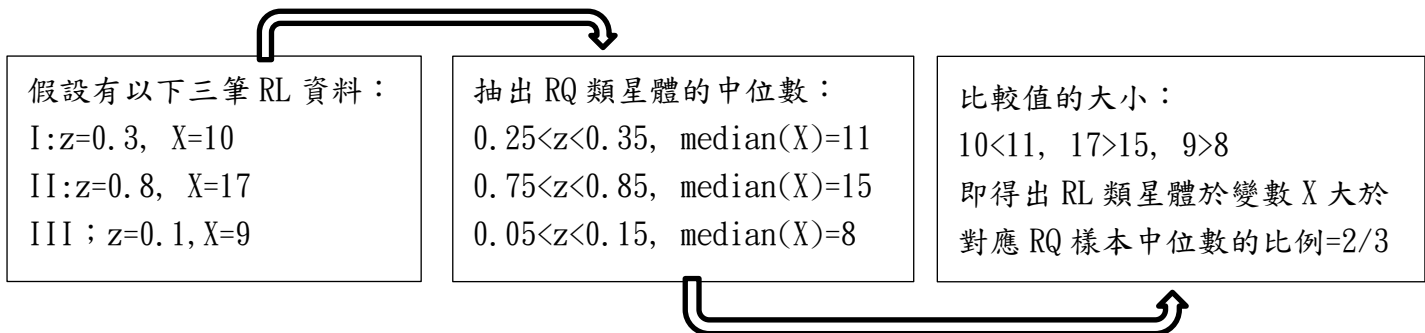 假設有以下三筆 RL 資料：
I:z=0.3, X=10
II:z=0.8, X=17
III；z=0.1,X=9
抽出 RQ 類星體的中位數：
0.25<z<0.35, median(X)=11
0.75<z<0.85, median(X)=15
0.05<z<0.15, median(X)=8
比較值的大小：
10<11, 17>15, 9>8
即得出 RL 類星體於變數 X 大於
對應 RQ 樣本中位數的比例=2/3